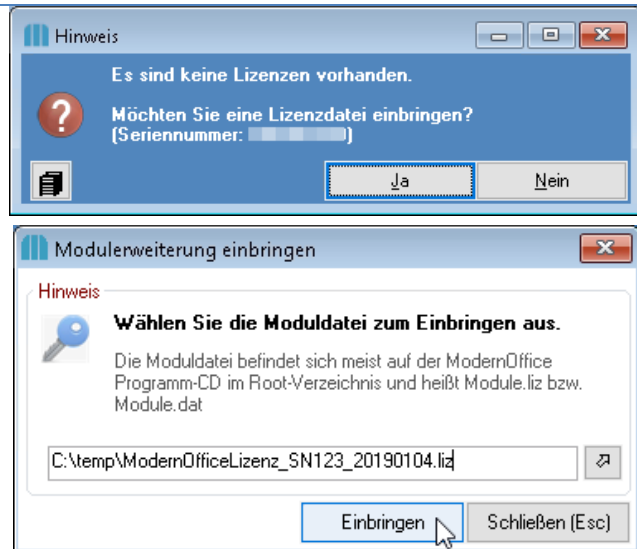 Hinweis
Es sind keine Lizenzen vorhanden.
Möchten Sie eine Lizenzdatei einbringen?
(Seriennummer: )
Ja
Nein
Modulerweiterung einbringen
Hinweis
Wählen Sie die Moduldatei zum Einbringen aus.
Die Moduldatei befindet sich meist auf der ModernOffice
Programm-CD im Root-Verzeichnis und heißt Module.liz bzw.
Module.dat
C:\temp\ModernOfficeLizenz_SN123_20190104.liz
Einbringen
Schließen (Esc)